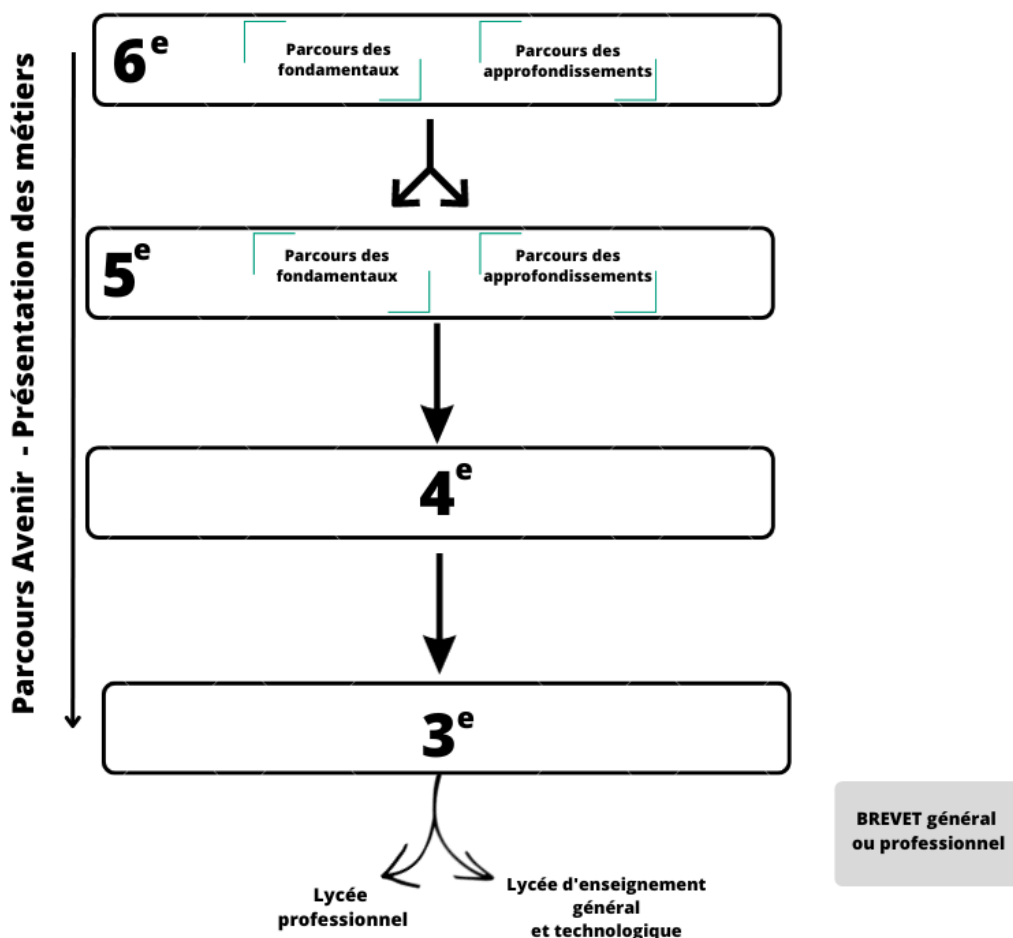 Parcours Avenir - Présentation des métiers
6e
Parcours des
fondamentaux
Parcours des
approfondissements
5e
Parcours des
fondamentaux
Parcours des
approfondissements
4e
3e
BREVET général
ou professionnel
Lycée
professionnel
Lycée d'enseignement
général
et technologique